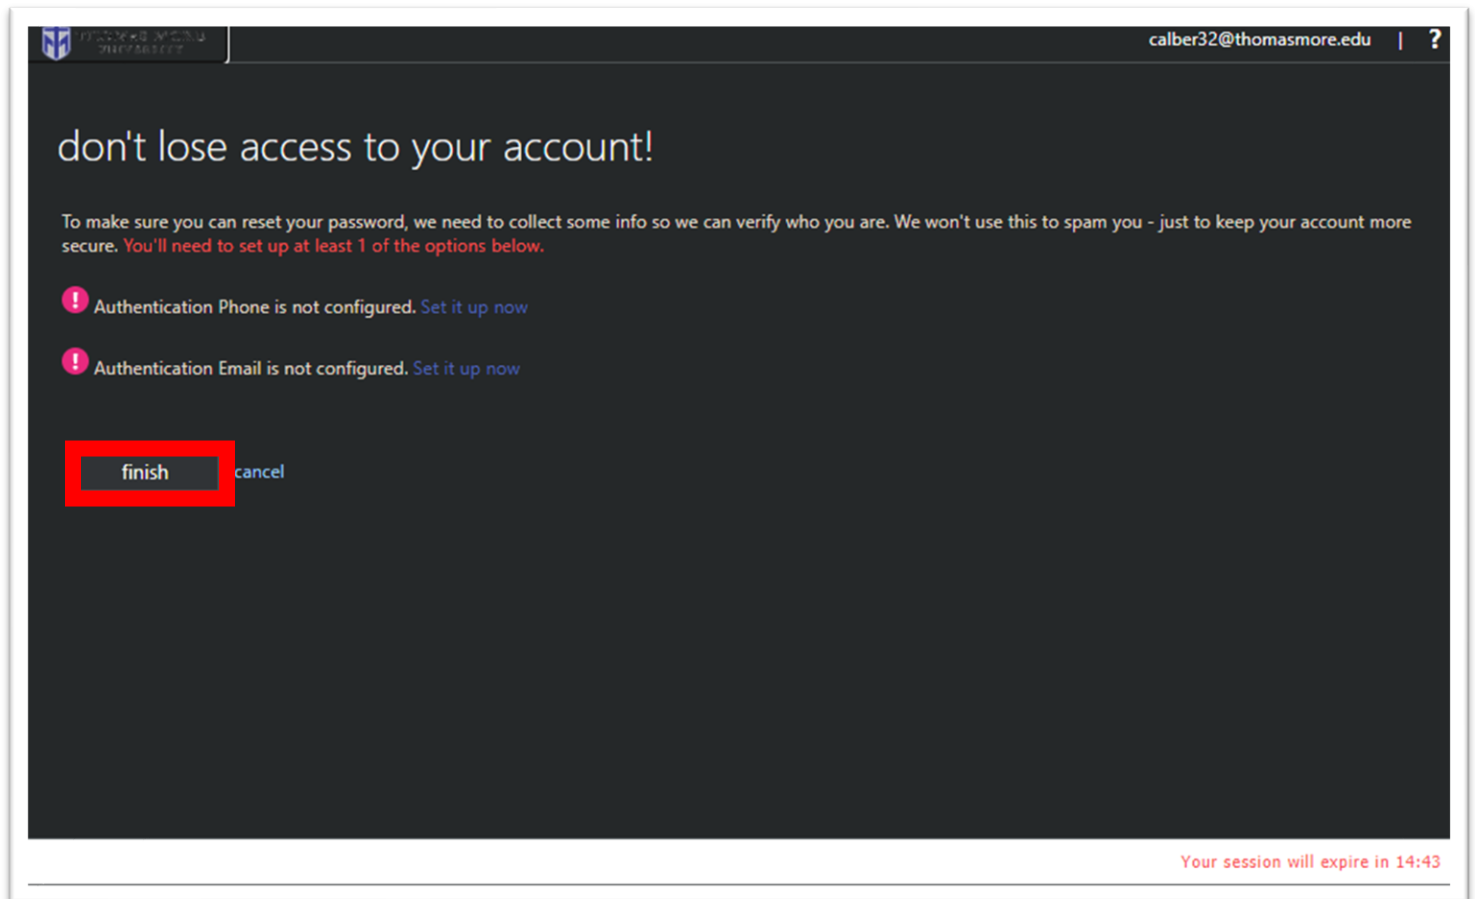 calber32@thomasmore.edu | ?
don't lose access to your account!
To make sure you can reset your password, we need to collect some info so we can verify who you are. We won't use this to spam you - just to keep your account more
secure. You'll need to set up at least 1 of the options below.
! Authentication Phone is not configured. Set it up now
! Authentication Email is not configured. Set it up now
finish cancel
Your session will expire in 14:43